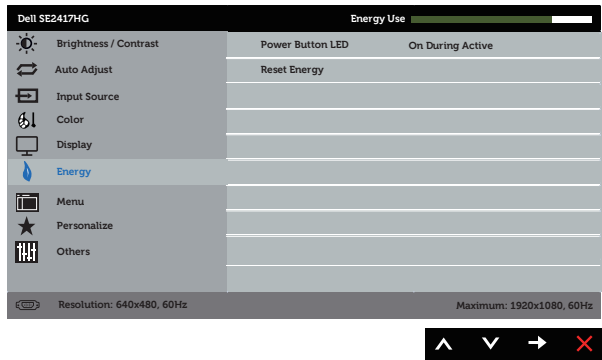 Dell SE2417HG
Energy Use
Brightness / Contrast
Power Button LED
On During Active
Auto Adjust
Reset Energy
Input Source
Color
Display
Energy
Menu
Personalize
Others
Resolution: 640x480, 60Hz
Maximum: 1920x1080, 60Hz